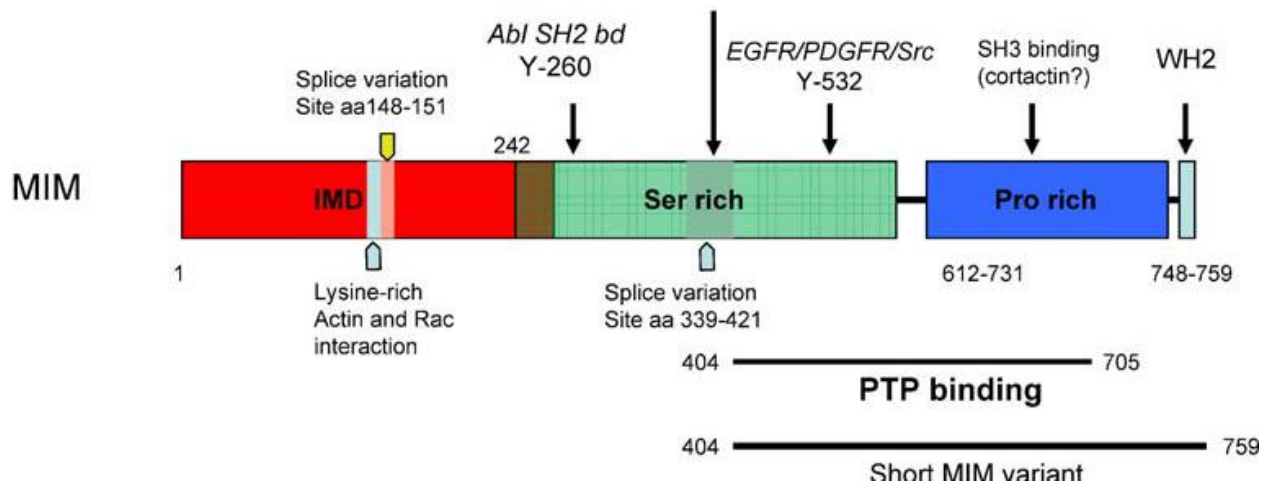 Abl SH2 bd
Y-260
EGFR/PDGFR/Src
Y-532
SH3 binding
(cortactin?)
WH2
Splice variation
Site aa148-151
242
MIM
IMD
Ser rich
Pro rich
1
612-731
748-759
Lysine-rich
Actin and Rac
interaction
Splice variation
Site aa 339-421
404
705
PTP binding
404
759
Short MIM variant